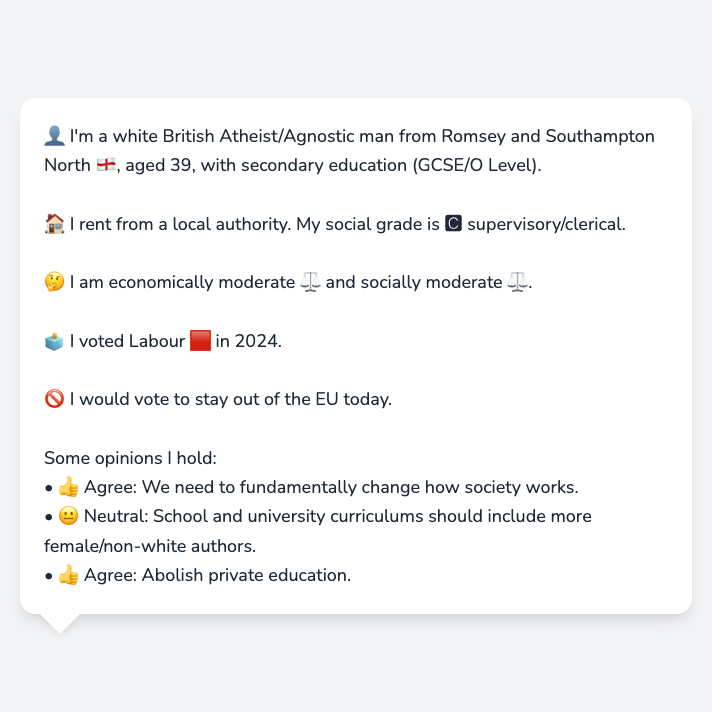 👤 I'm a white British Atheist/Agnostic man from Romsey and Southampton
North 🏴󠁧󠁢󠁥󠁮󠁧󠁿, aged 39, with secondary education (GCSE/O Level).
🏠 I rent from a local authority. My social grade is 🅲 supervisory/clerical.
🤔 I am economically moderate ⚖️ and socially moderate ⚖️.
🗳️ I voted Labour 🟥 in 2024.
🚫 I would vote to stay out of the EU today.
Some opinions I hold:
• 👍 Agree: We need to fundamentally change how society works.
• 😐 Neutral: School and university curriculums should include more
female/non-white authors.
• 👍 Agree: Abolish private education.